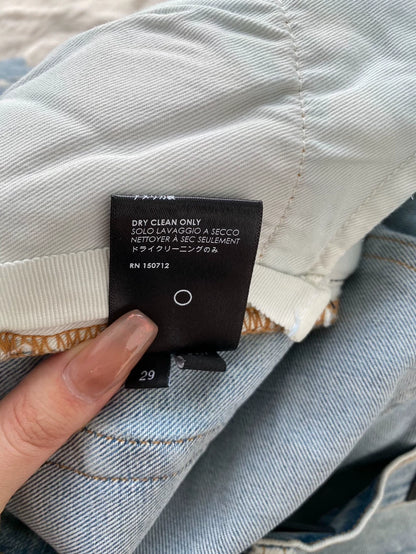 DRY CLEAN ONLY
SOLO LAVAGGIO A SECCO
NETTOYER À SEC SEULEMENT
ドライクリーニングのみ
RN 150712
29